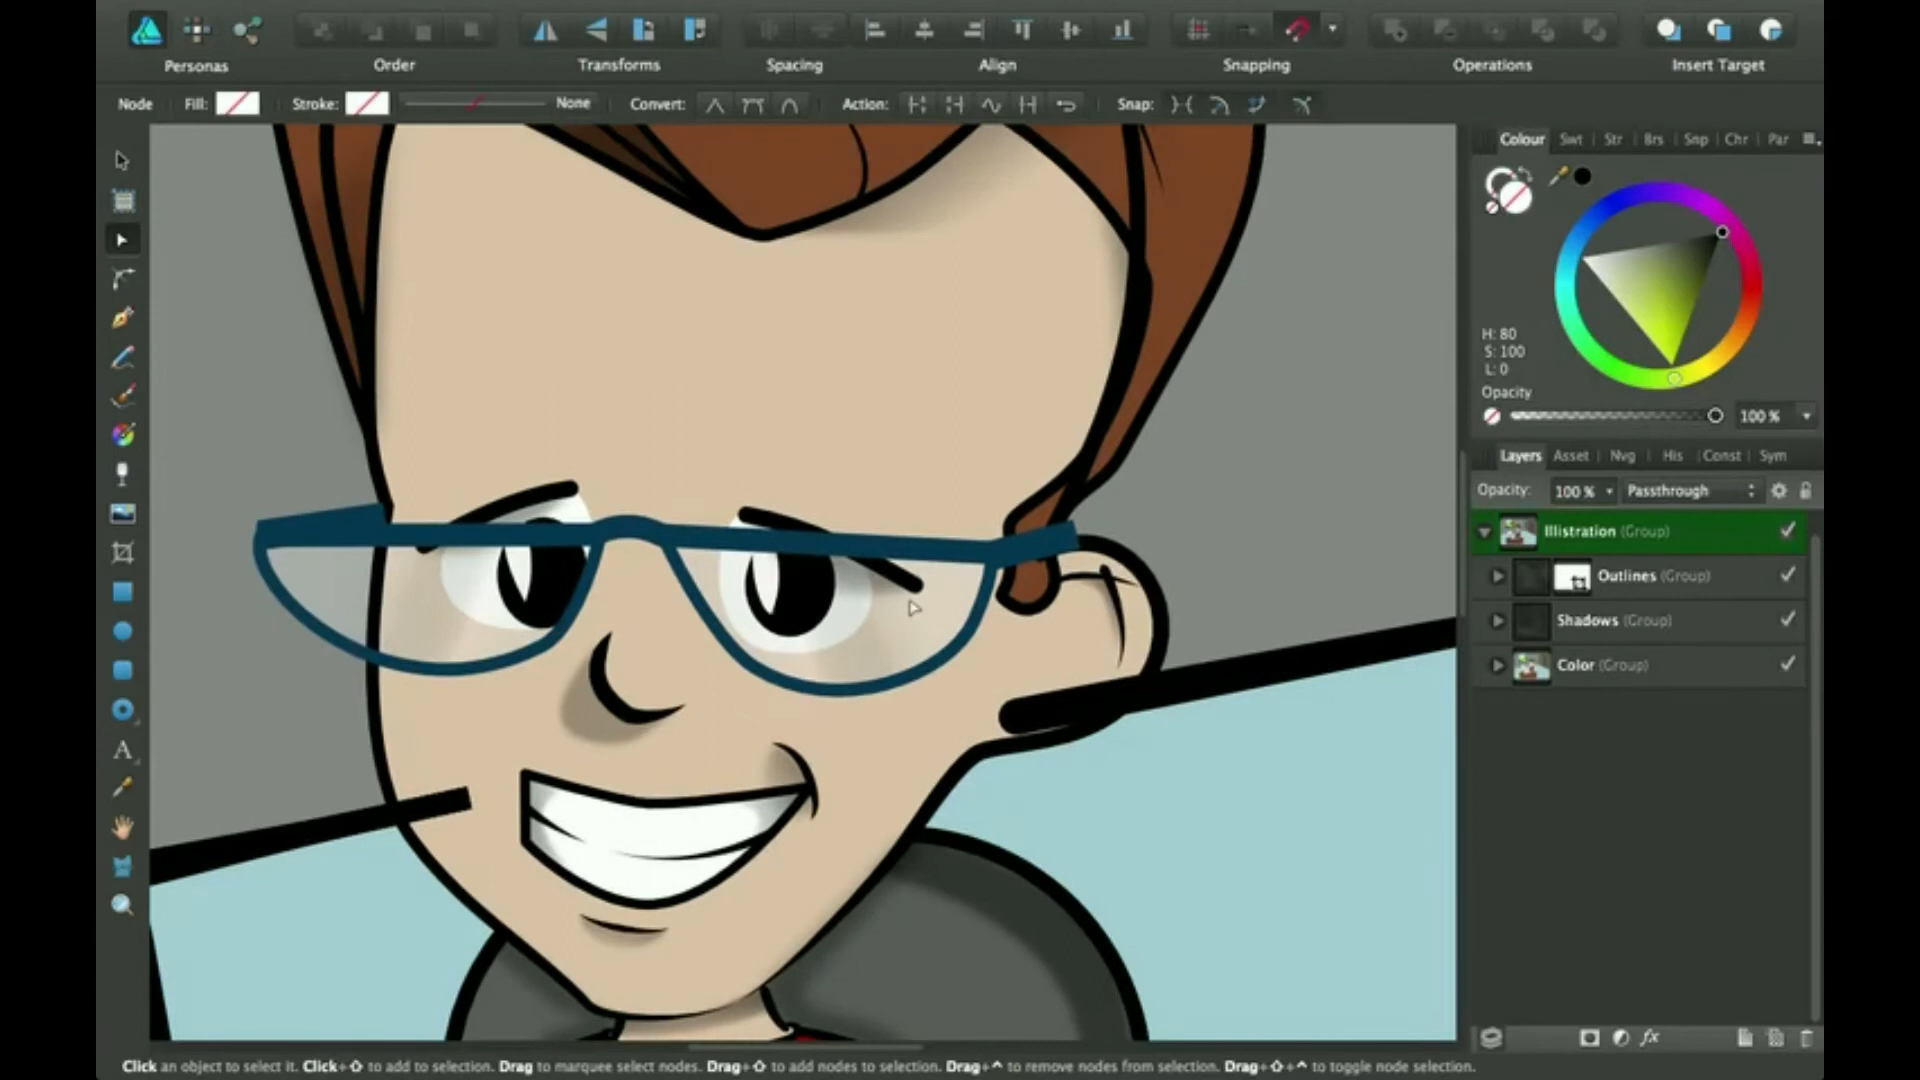 Personas Order Transforms Spacing Align Snapping Operations Insert Target
Node Fill: Stroke: None Convert: Action: Snap:
Colour Swt Str Brs Snp Chr Par
H: 80
S: 100
L: 0
Opacity
100 %
Layers Asset Nvg His Const Sym
Opacity: 100 % Passthrough
Illistration (Group)
Outlines (Group)
Shadows (Group)
Color (Group)
A
fx
Click an object to select it. Click+⇧ to add to selection. Drag to marquee select nodes. Drag+⇧ to add nodes to selection. Drag+^ to remove nodes from selection. Drag+⇧+^ to toggle node selection.